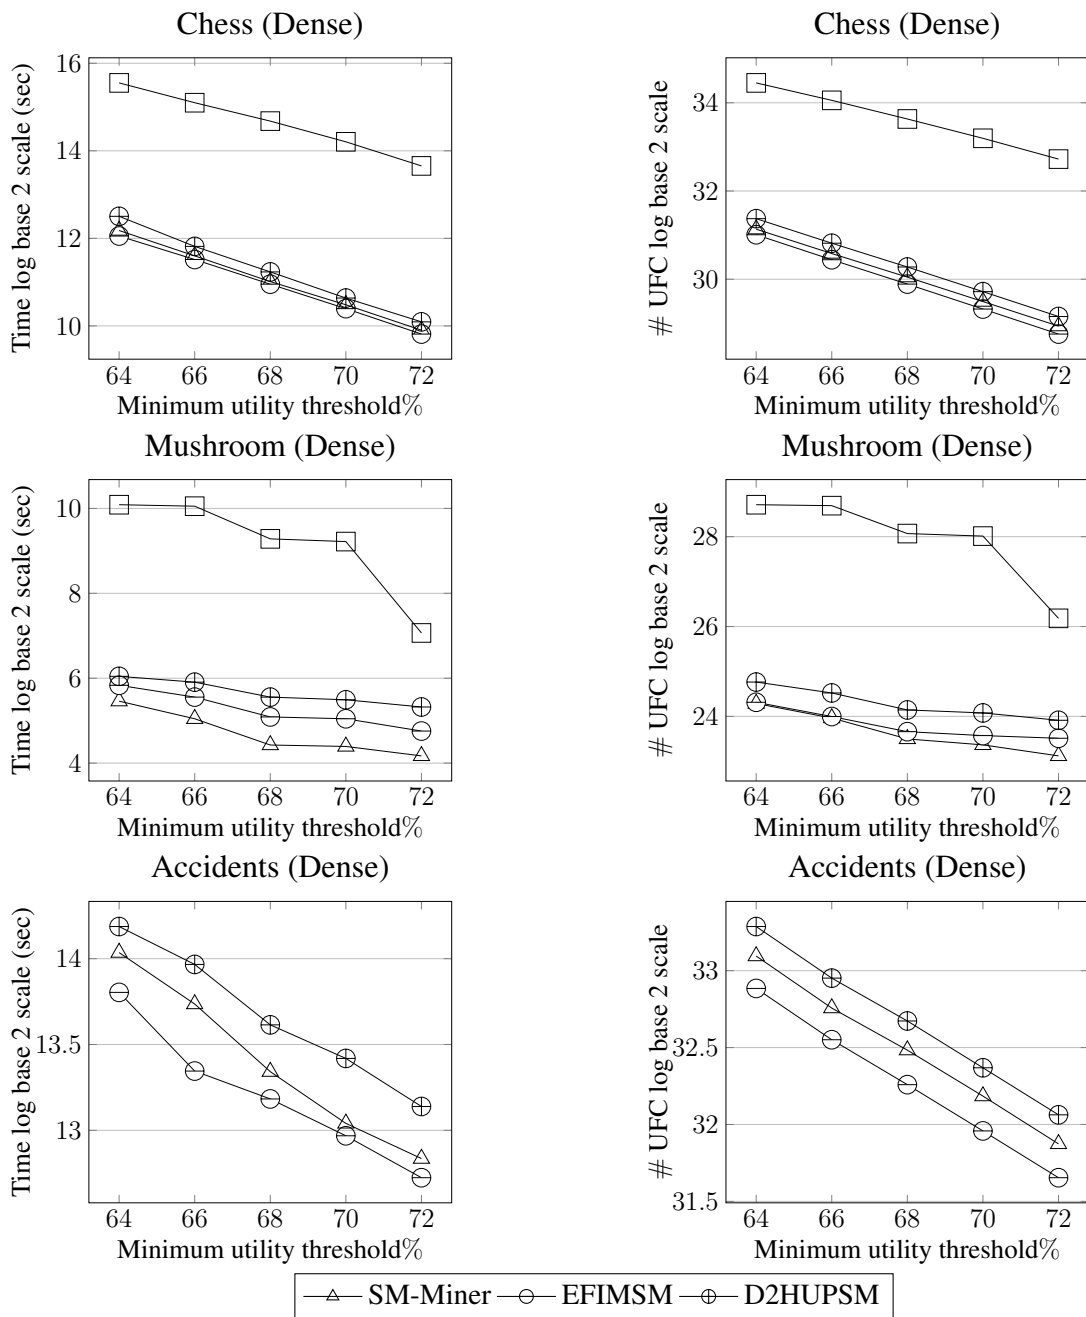 Chess (Dense)
Time log base 2 scale (sec)
16
14
12
10
64 66 68 70 72
Minimum utility threshold%
Chess (Dense)
# UFC log base 2 scale
34
32
30
64 66 68 70 72
Minimum utility threshold%
Mushroom (Dense)
Time log base 2 scale (sec)
10
8
6
4
64 66 68 70 72
Minimum utility threshold%
Mushroom (Dense)
# UFC log base 2 scale
28
26
24
64 66 68 70 72
Minimum utility threshold%
Accidents (Dense)
Time log base 2 scale (sec)
14
13.5
13
64 66 68 70 72
Minimum utility threshold%
Accidents (Dense)
# UFC log base 2 scale
33
32.5
32
31.5
64 66 68 70 72
Minimum utility threshold%
SM-Miner EFIMSM D2HUPSM